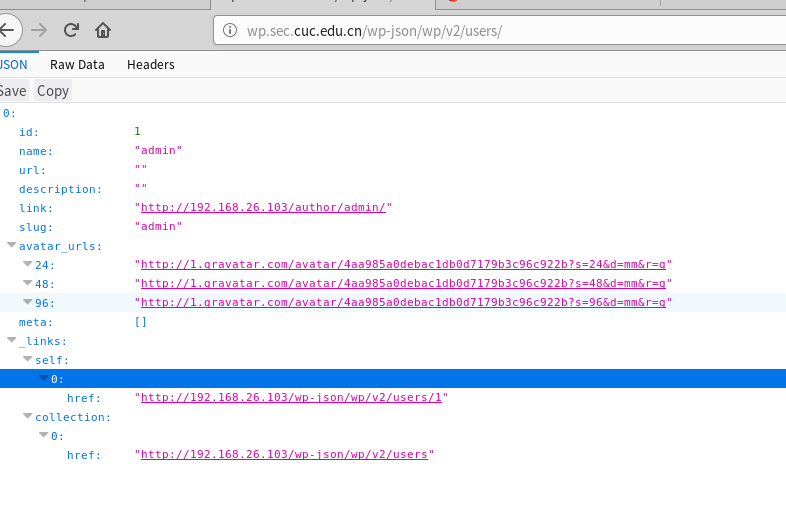 wp.sec.cuc.edu.cn/wp-json/wp/v2/users/
JSON Raw Data Headers
Save Copy
0:
id: 1
name: "admin"
url: ""
description: ""
link: "http://192.168.26.103/author/admin/"
slug: "admin"
avatar_urls:
24: "http://1.gravatar.com/avatar/4aa985a0debac1db0d7179b3c96c922b?s=24&d=mm&r=g"
48: "http://1.gravatar.com/avatar/4aa985a0debac1db0d7179b3c96c922b?s=48&d=mm&r=g"
96: "http://1.gravatar.com/avatar/4aa985a0debac1db0d7179b3c96c922b?s=96&d=mm&r=g"
meta: []
_links:
self:
0:
href: "http://192.168.26.103/wp-json/wp/v2/users/1"
collection:
0:
href: "http://192.168.26.103/wp-json/wp/v2/users"